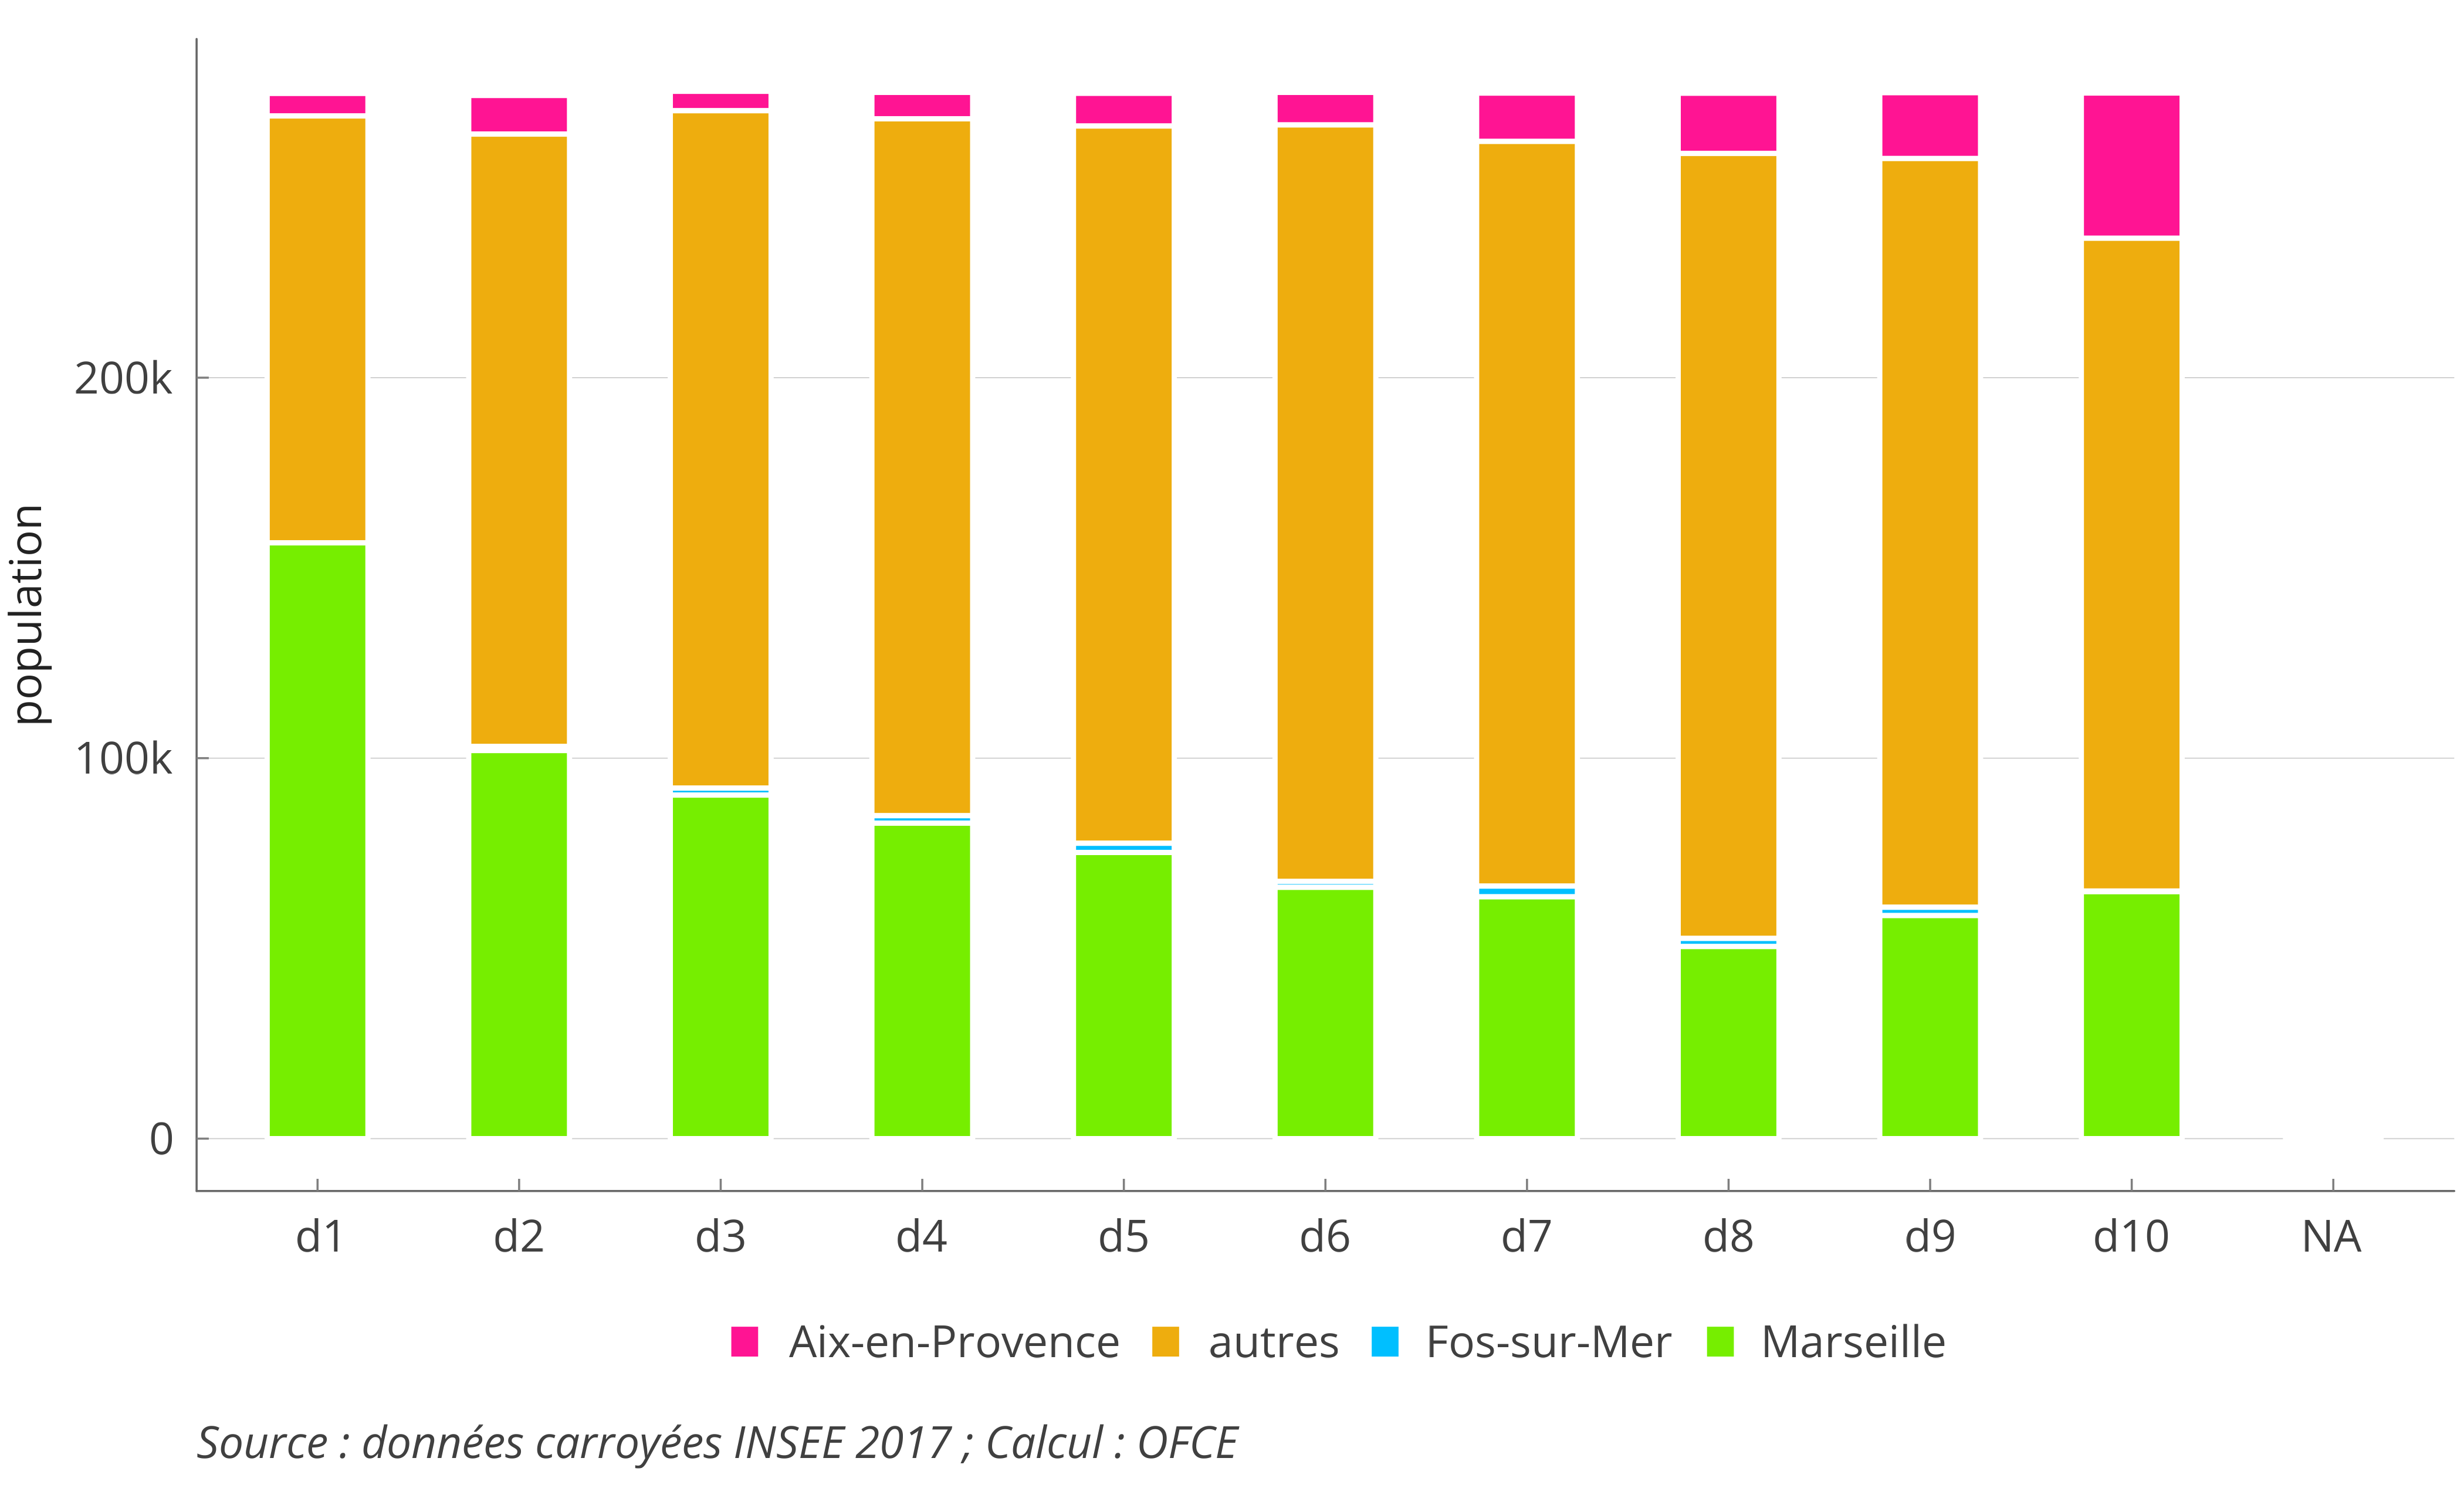 population
200k
100k
0
d1 d2 d3 d4 d5 d6 d7 d8 d9 d10 NA
Aix-en-Provence autres Fos-sur-Mer Marseille
Source : données carroyées INSEE 2017 ; Calcul : OFCE